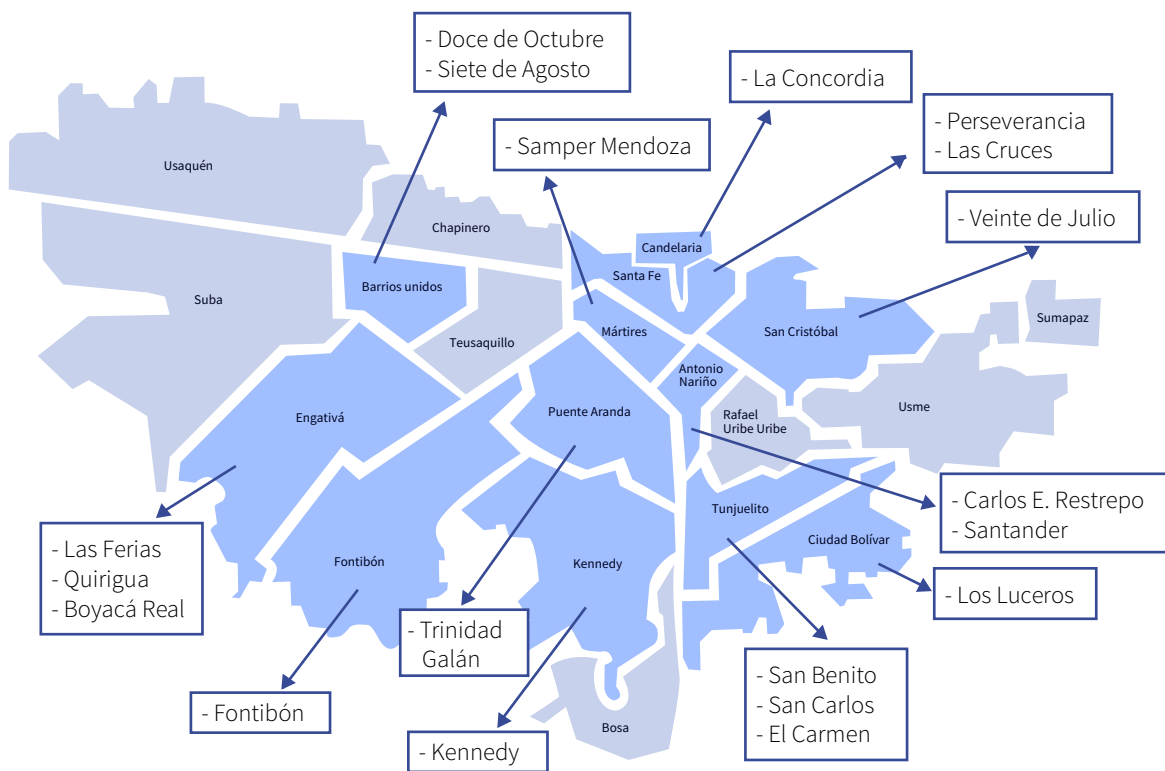 - Doce de Octubre
- Siete de Agosto
- La Concordia
- Perseverancia
- Las Cruces
- Samper Mendoza
- Veinte de Julio
Usaquén
Chapinero
Candelaria
Santa Fe
Barrios unidos
Suba
Teusaquillo
Mártires
San Cristóbal
Sumapaz
Antonio
Nariño
Engativá
Puente Aranda
Rafael
Uribe Uribe
Usme
Tunjuelito
Ciudad Bolívar
Fontibón
Kennedy
Bosa
- Carlos E. Restrepo
- Santander
- Las Ferias
- Quirigua
- Boyacá Real
- Los Luceros
- Trinidad
Galán
- San Benito
- San Carlos
- El Carmen
- Fontibón
- Kennedy